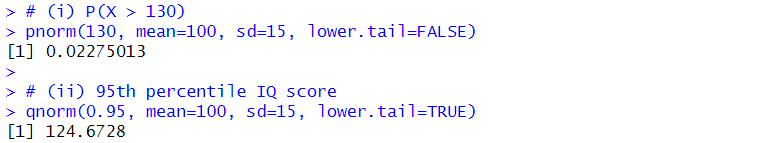 > # (i) P(X > 130)
> pnorm(130, mean=100, sd=15, lower.tail=FALSE)
[1] 0.02275013
>
> # (ii) 95th percentile IQ score
> qnorm(0.95, mean=100, sd=15, lower.tail=TRUE)
[1] 124.6728